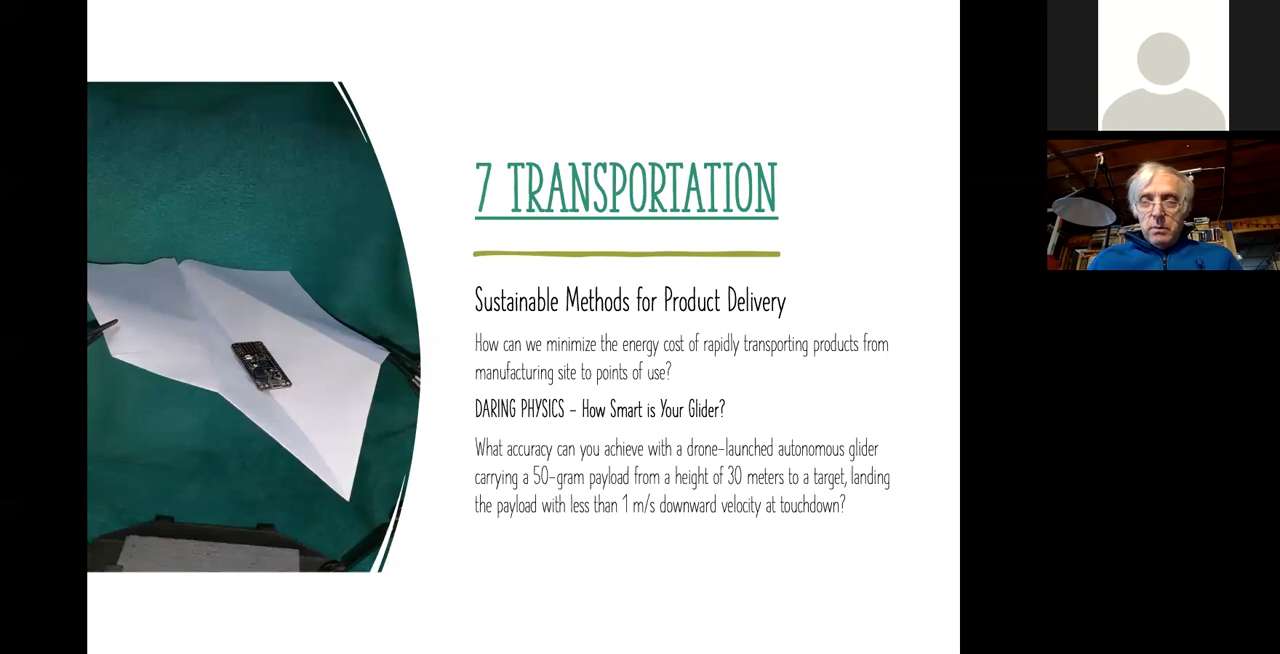 7 TRANSPORTATION
Sustainable Methods for Product Delivery
How can we minimize the energy cost of rapidly transporting products from
manufacturing site to points of use?
DARING PHYSICS – How Smart is Your Glider?
What accuracy can you achieve with a drone-launched autonomous glider
carrying a 50-gram payload from a height of 30 meters to a target, landing
the payload with less than 1 m/s downward velocity at touchdown?